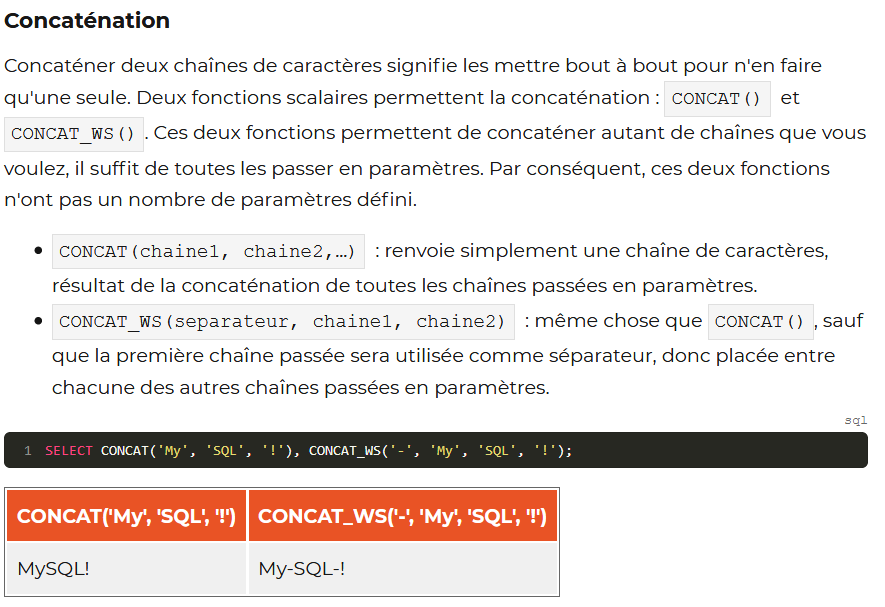 Concaténation
Concaténer deux chaînes de caractères signifie les mettre bout à bout pour n'en faire
qu'une seule. Deux fonctions scalaires permettent la concaténation : CONCAT() et
CONCAT_WS() . Ces deux fonctions permettent de concaténer autant de chaînes que vous
voulez, il suffit de toutes les passer en paramètres. Par conséquent, ces deux fonctions
n'ont pas un nombre de paramètres défini.
• CONCAT(chaine1, chaine2,…) : renvoie simplement une chaîne de caractères,
résultat de la concaténation de toutes les chaînes passées en paramètres.
• CONCAT_WS(separateur, chaine1, chaine2) : même chose que CONCAT() , sauf
que la première chaîne passée sera utilisée comme séparateur, donc placée entre
chacune des autres chaînes passées en paramètres.
sql
1 SELECT CONCAT('My', 'SQL', '!'), CONCAT_WS('-', 'My', 'SQL', '!');
CONCAT('My', 'SQL', '!') CONCAT_WS('-', 'My', 'SQL', '!')
MySQL! My-SQL-!